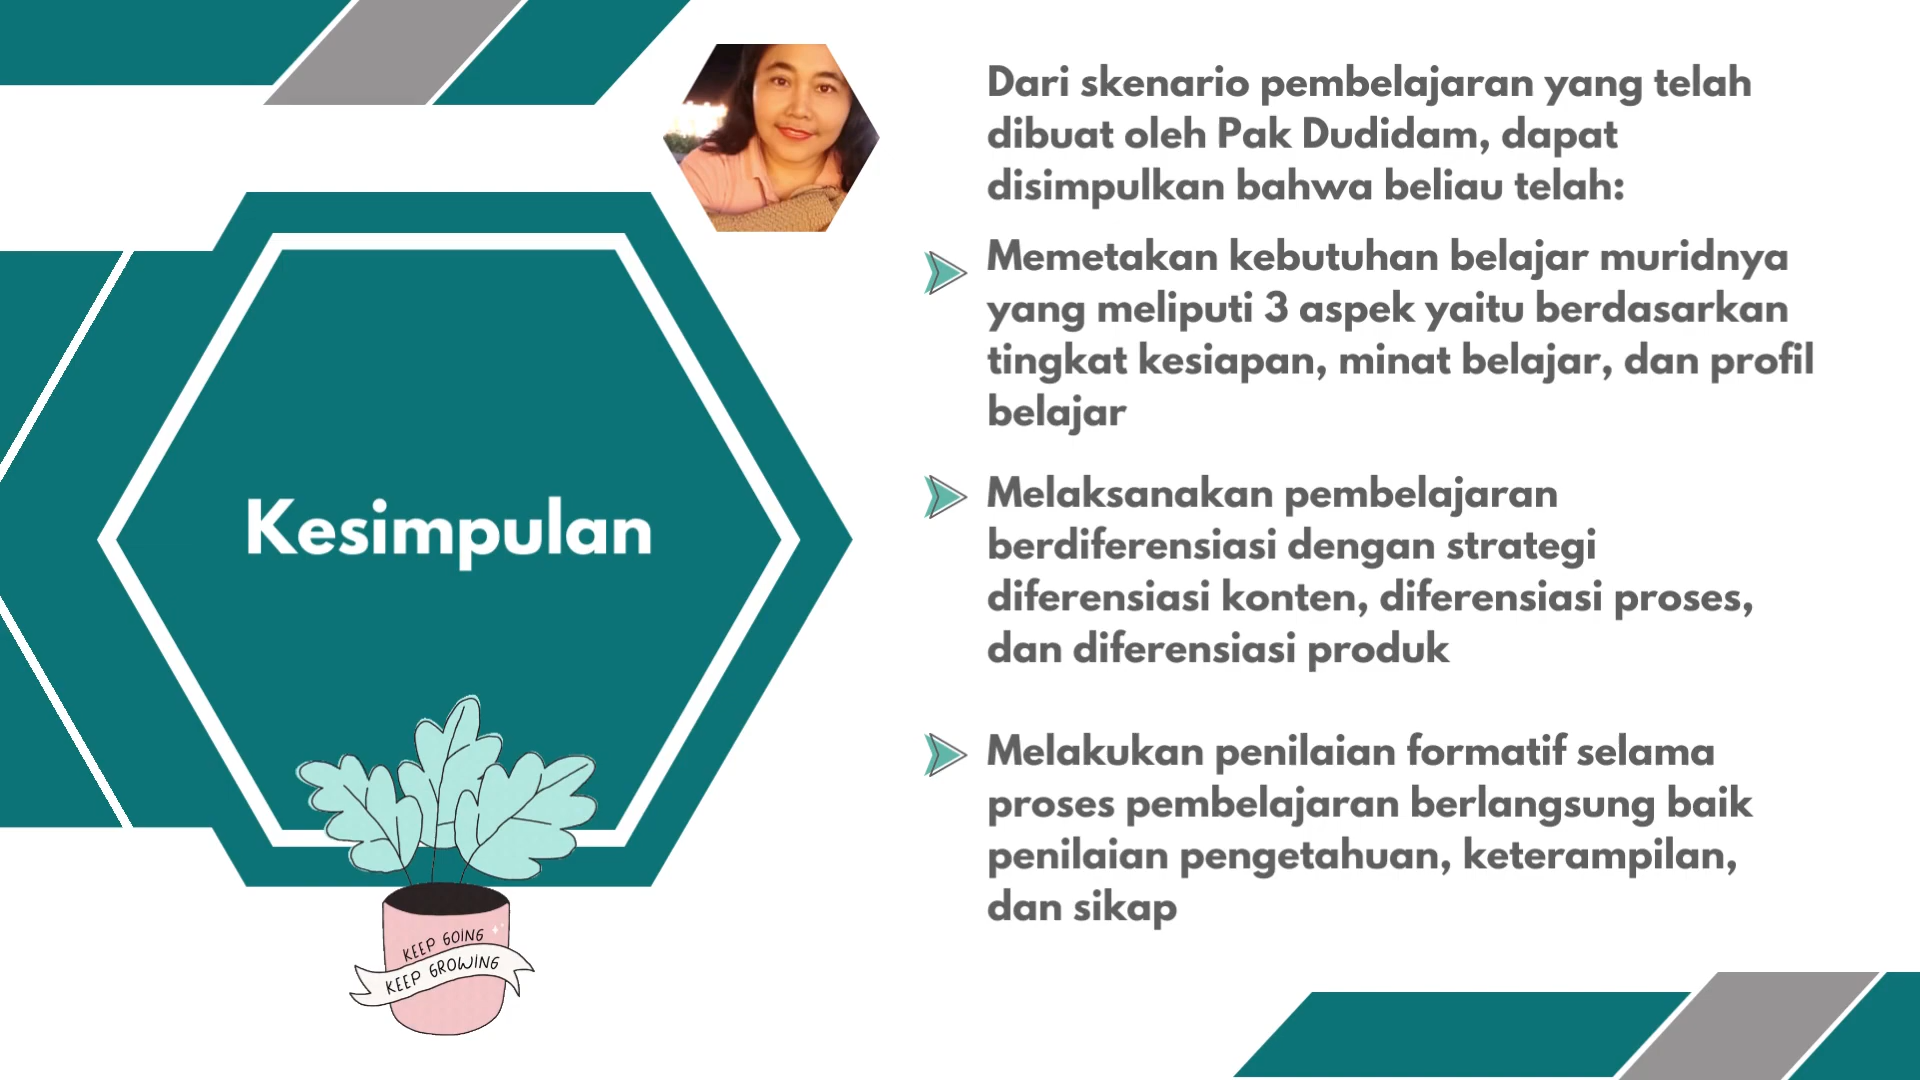 Kesimpulan
KEEP GOING
KEEP GROWING
Dari skenario pembelajaran yang telah
dibuat oleh Pak Dudidam, dapat
disimpulkan bahwa beliau telah:
Memetakan kebutuhan belajar muridnya
yang meliputi 3 aspek yaitu berdasarkan
tingkat kesiapan, minat belajar, dan profil
belajar
Melaksanakan pembelajaran
berdiferensiasi dengan strategi
diferensiasi konten, diferensiasi proses,
dan diferensiasi produk
Melakukan penilaian formatif selama
proses pembelajaran berlangsung baik
penilaian pengetahuan, keterampilan,
dan sikap